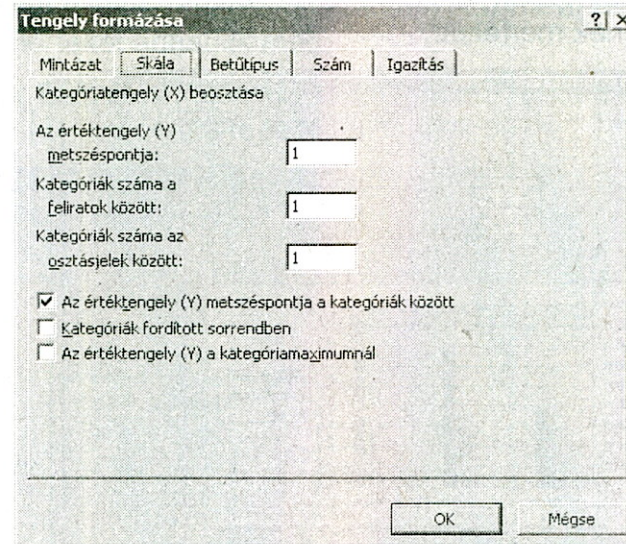 Tengely formázása
? ×
Mintázat Skála Betűtípus Szám Igazítás
Kategóriatengely (X) beosztása
Az értéktengely (Y)
metszéspontja: 1
Kategóriák száma a
feliratok között: 1
Kategóriák száma az
osztásjelek között: 1
Az értéktengely (Y) metszéspontja a kategóriák között
Kategóriák fordított sorrendben
Az értéktengely (Y) a kategóriamaximumnál
OK Mégse